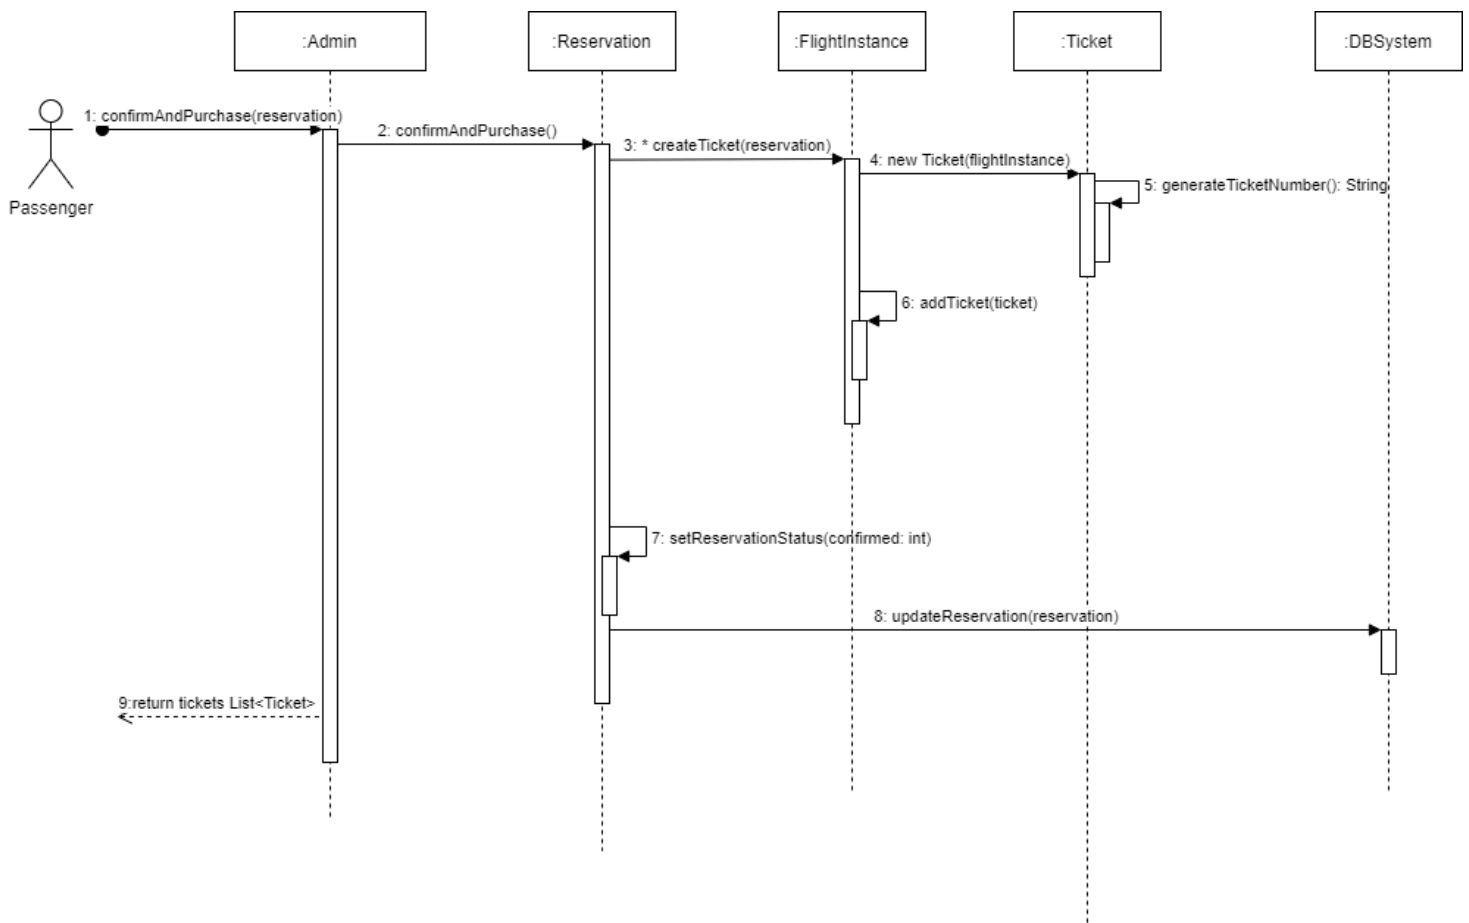 :Admin
:Reservation
:FlightInstance
:Ticket
:DBSystem
1: confirmAndPurchase(reservation)
2: confirmAndPurchase()
3: * createTicket(reservation)
4: new Ticket(flightInstance)
5: generateTicketNumber(): String
Passenger
6: addTicket(ticket)
7: setReservationStatus(confirmed: int)
8: updateReservation(reservation)
9:return tickets List<Ticket>